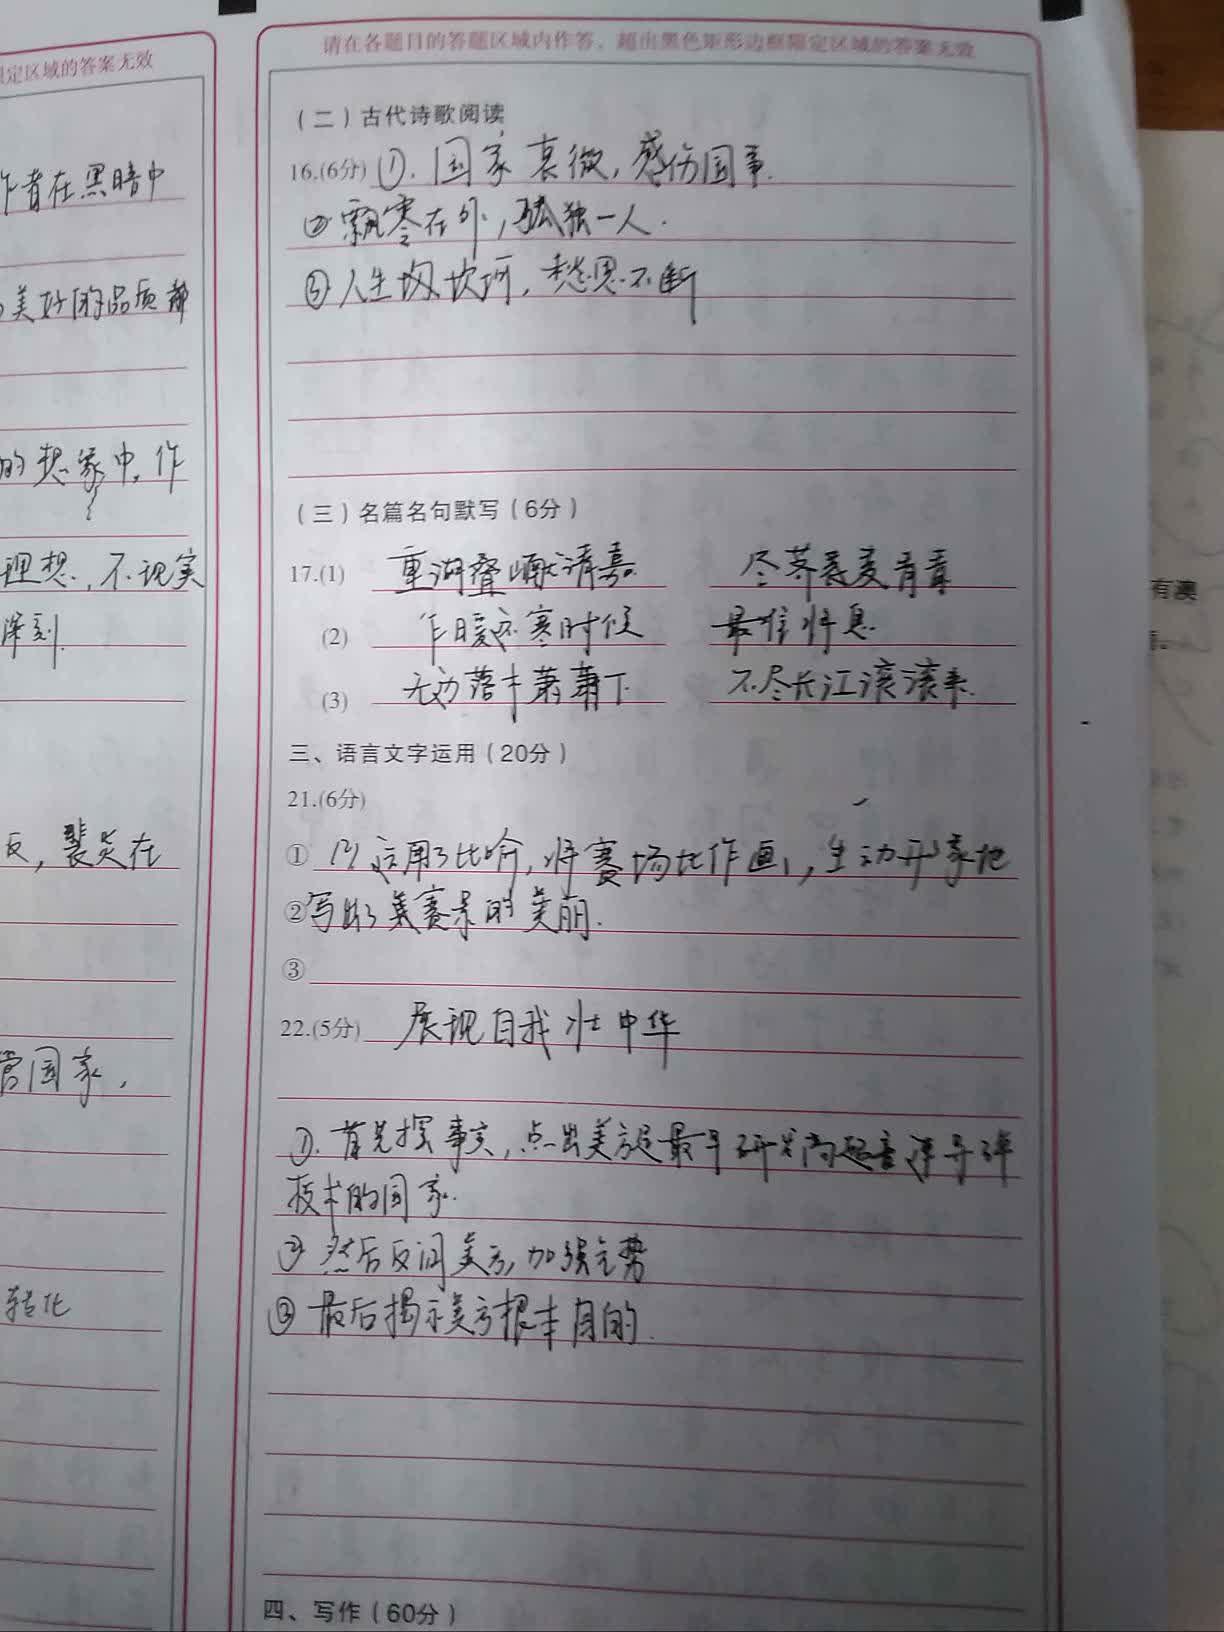 限定区域的答案无效
作者在黑暗中
美好的品质都
的想象中,作
理想,不现实
深刻.
反,裴炎在
营国家,
转化
请在各题目的答题区域内作答,超出黑色矩形边框限定区域的答案无效
(二)古代诗歌阅读
16.(6分)①.国家衰微,感伤国事.
②飘零在外,孤独一人.
③人生坎坷,愁思不断
(三)名篇名句默写(6分)
17.(1) 重湖叠巘清嘉. 尽荠麦青青
(2) 乍暖还寒时候 最难将息.
(3) 无边落木萧萧下. 不尽长江滚滚来.
三、语言文字运用(20分)
21.(6分)
① 运用了比喻,将赛场比作画,生动形象地
②写出了赛景的美丽.
③
22.(5分) 展现自我壮中华
①.首先摆事实,点出美方是最早研发高超音速导弹
技术的国家.
② 然后反问美方,加强气势
③ 最后揭示美方根本目的.
四、写作(60分)
有澳